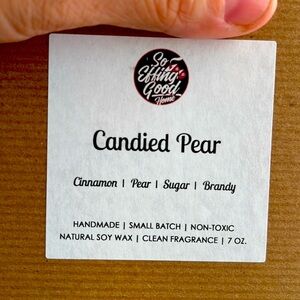 So
Effing
Good
Home
Candied Pear
Cinnamon | Pear | Sugar | Brandy
HANDMADE | SMALL BATCH | NON-TOXIC
NATURAL SOY WAX | CLEAN FRAGRANCE | 7 OZ.